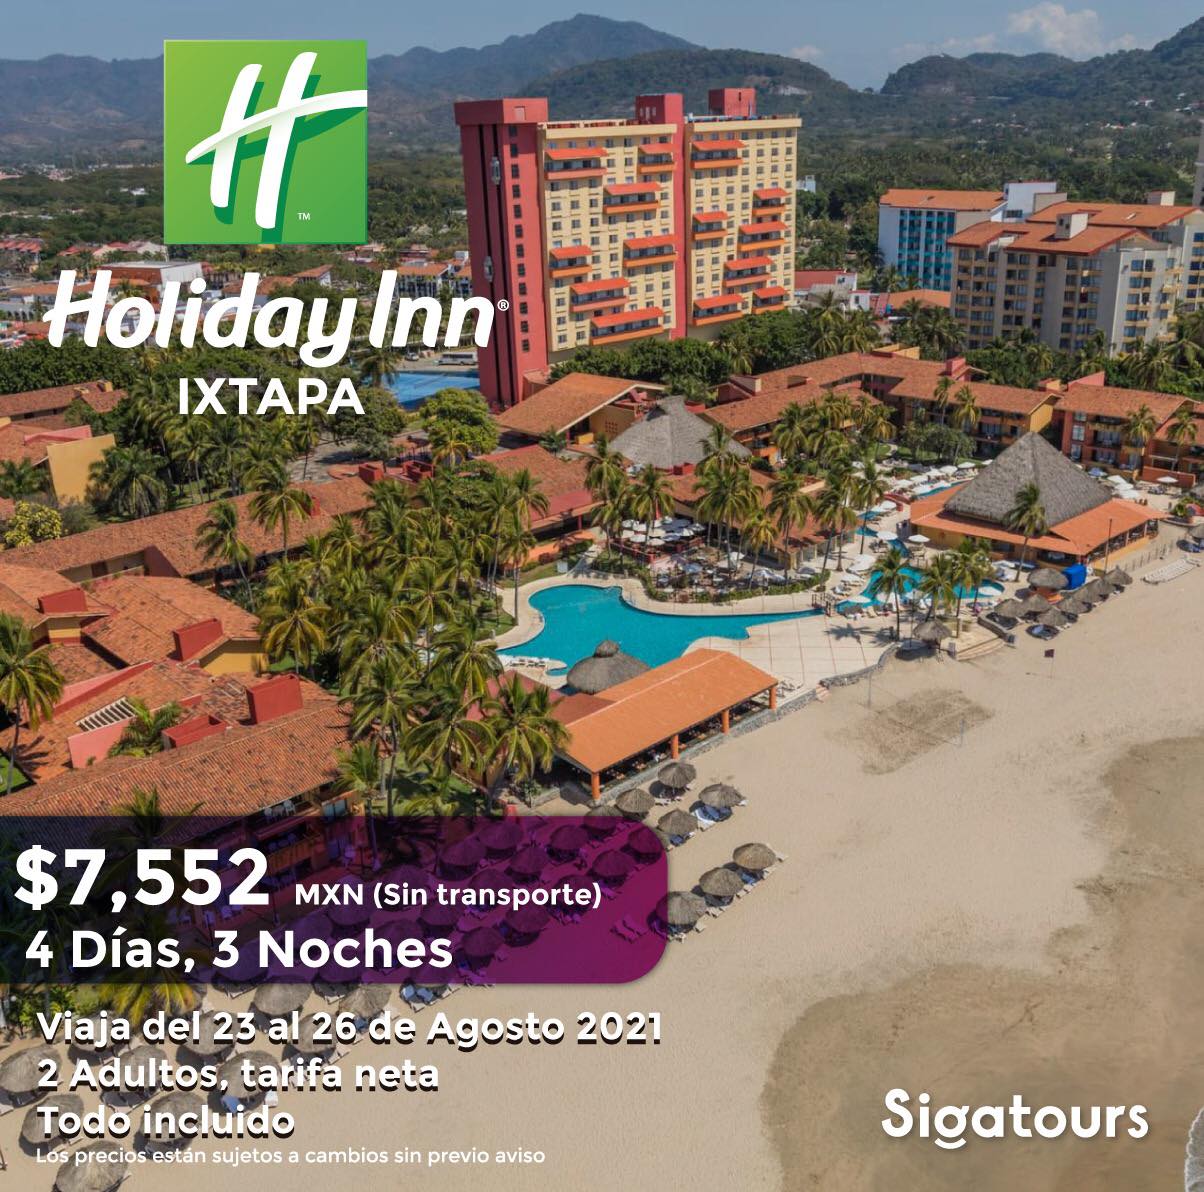 H
TM
Holiday Inn®
IXTAPA
$7,552 MXN (Sin transporte)
4 Días, 3 Noches
Viaja del 23 al 26 de Agosto 2021
2 Adultos, tarifa neta
Todo incluido
Los precios están sujetos a cambios sin previo aviso
Sigatours